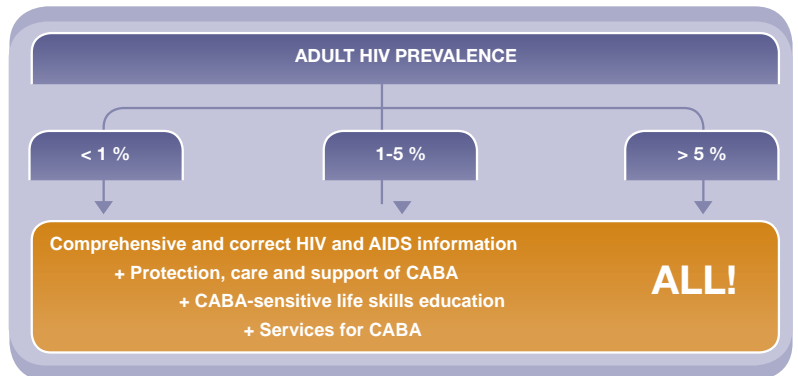 ADULT HIV PREVALENCE
< 1 %
1-5 %
> 5 %
Comprehensive and correct HIV and AIDS information
+ Protection, care and support of CABA
+ CABA-sensitive life skills education
+ Services for CABA
ALL!